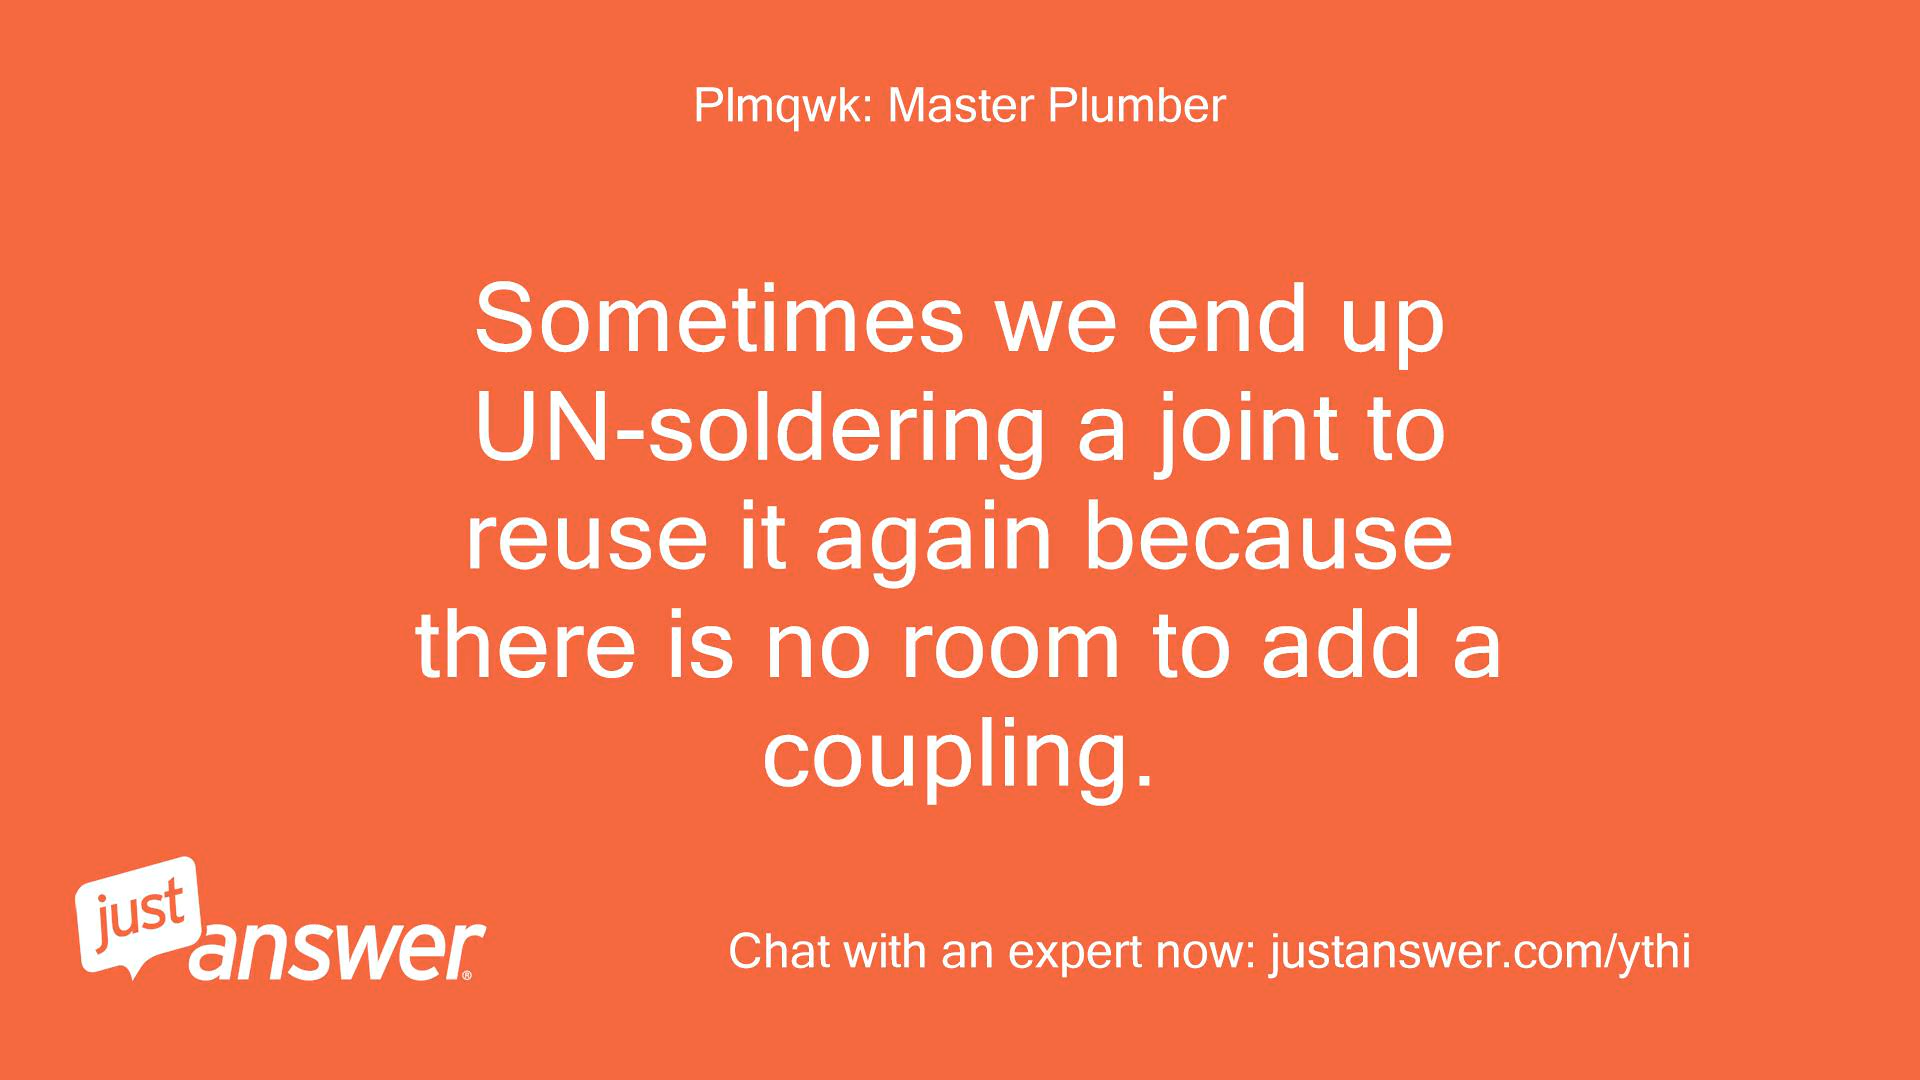 Plmqwk: Master Plumber
Sometimes we end up
UN-soldering a joint to
reuse it again because
there is no room to add a
coupling.
just
answer®
Chat with an expert now: justanswer.com/ythi